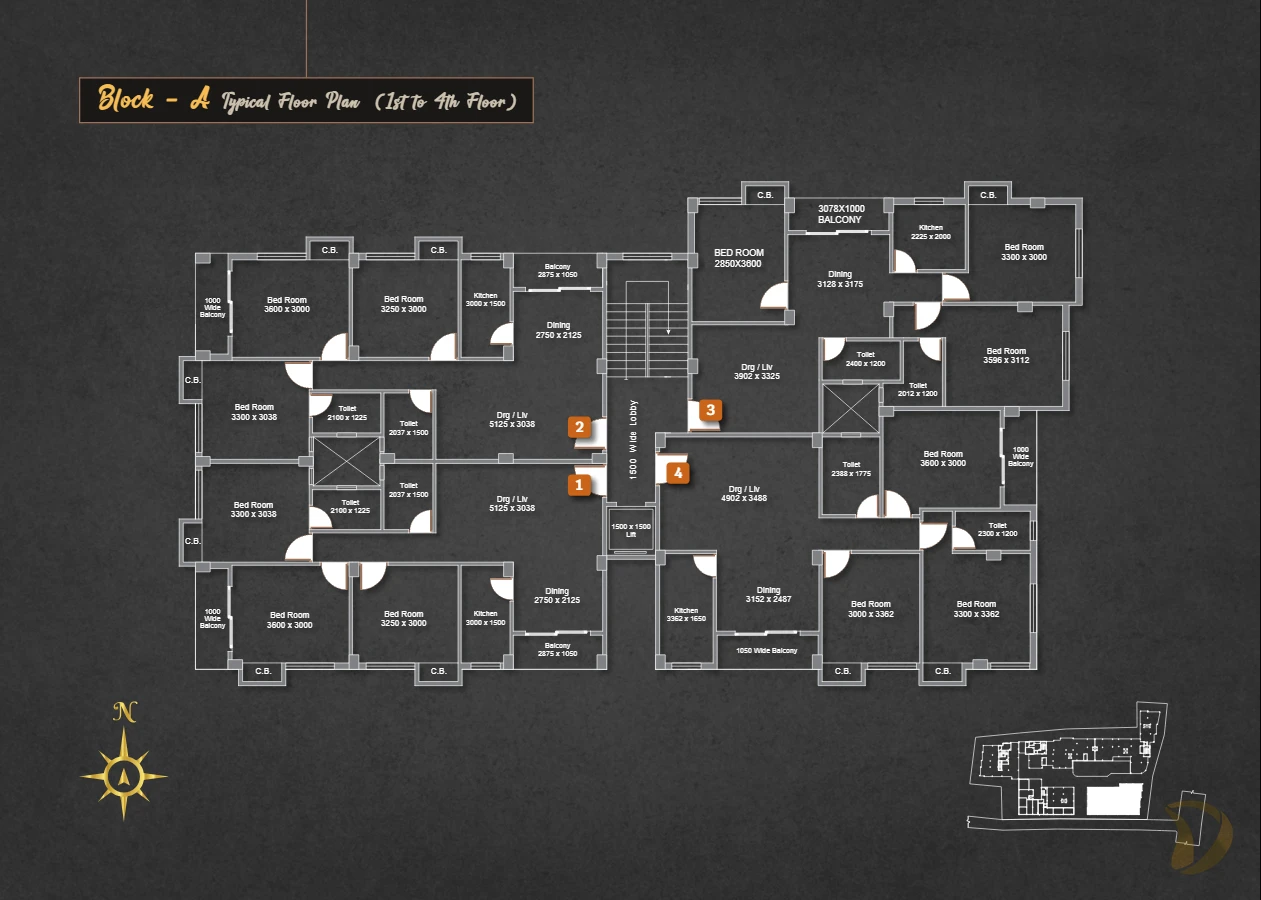 Block - A Typical Floor Plan (1st to 4th Floor)
C.B.
C.B.
3078X1000
BALCONY
Kitchen
2225 x 2000
BED ROOM
2850X3600
Bed Room
3300 x 3000
Dining
3128 x 3175
C.B.
C.B.
Balcony
2875 x 1050
1000
Wide
Balcony
Bed Room
3600 x 3000
Bed Room
3250 x 3000
Kitchen
3000 x 1500
Dining
2750 x 2125
Bed Room
3596 x 3112
Toilet
2400 x 1200
Drg / Liv
3902 x 3325
Toilet
2012 x 1200
C.B.
Bed Room
3300 x 3038
Toilet
2100 x 1225
Toilet
2037 x 1500
Drg / Liv
5125 x 3038
2
3
1500 Wide Lobby
1
4
Bed Room
3600 x 3000
1000
Wide
Balcony
Toilet
2388 x 1775
Drg / Liv
4902 x 3488
Toilet
2037 x 1500
Toilet
2100 x 1225
Bed Room
3300 x 3038
Drg / Liv
5125 x 3038
1500 x 1500
Lift
Toilet
2300 x 1200
C.B.
1000
Wide
Balcony
Bed Room
3600 x 3000
Bed Room
3250 x 3000
Kitchen
3000 x 1500
Dining
2750 x 2125
Balcony
2875 x 1050
Kitchen
3362 x 1650
Dining
3152 x 2487
1050 Wide Balcony
Bed Room
3000 x 3362
Bed Room
3300 x 3362
C.B.
C.B.
C.B.
C.B.
N